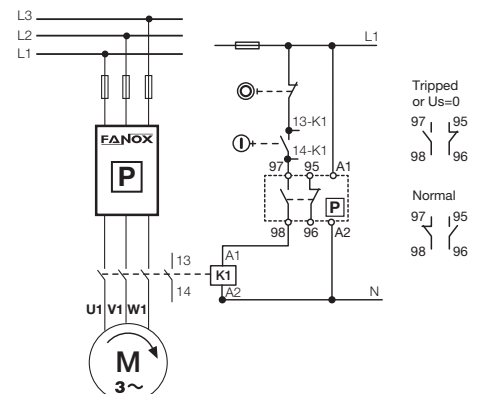 L3
L2
L1
L1
FANOX
P
13-K1
14-K1
97 95 A1
P
98 96 A2
Tripped
or Us=0
97 95
98 96
Normal
97 95
98 96
13
14
A1
K1
A2
N
U1 V1 W1
M
3~